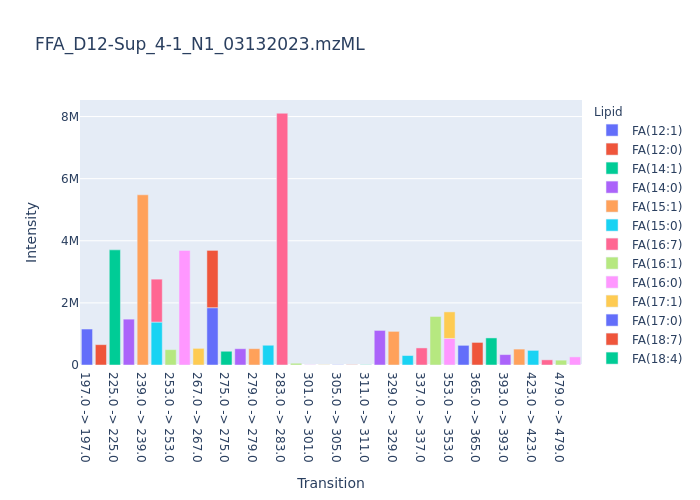 FFA_D12-Sup_4-1_N1_03132023.mzML
Lipid
FA(12:1)
FA(12:0)
FA(14:1)
FA(14:0)
FA(15:1)
FA(15:0)
FA(16:7)
FA(16:1)
FA(16:0)
FA(17:1)
FA(17:0)
FA(18:7)
FA(18:4)
8M
6M
4M
2M
0
Intensity
197.0 -> 197.0
225.0 -> 225.0
239.0 -> 239.0
253.0 -> 253.0
267.0 -> 267.0
275.0 -> 275.0
279.0 -> 279.0
283.0 -> 283.0
301.0 -> 301.0
305.0 -> 305.0
311.0 -> 311.0
329.0 -> 329.0
337.0 -> 337.0
353.0 -> 353.0
365.0 -> 365.0
393.0 -> 393.0
423.0 -> 423.0
479.0 -> 479.0
Transition